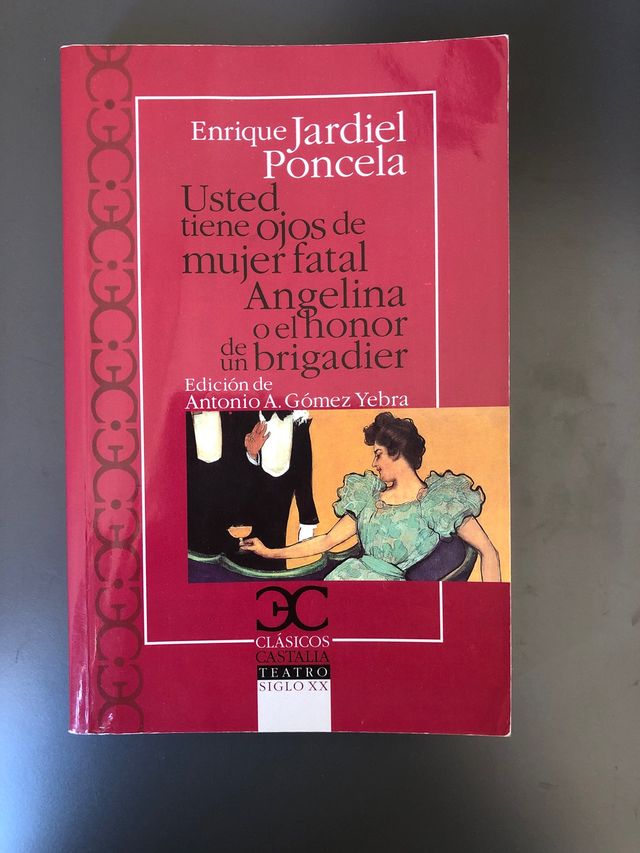 Enrique Jardiel
Poncela
Usted
tiene ojos de
mujer fatal
Angelina
o el honor
de un brigadier
Edición de
Antonio A. Gómez Yebra
CLÁSICOS
CASTALIA
TEATRO
SIGLO XX